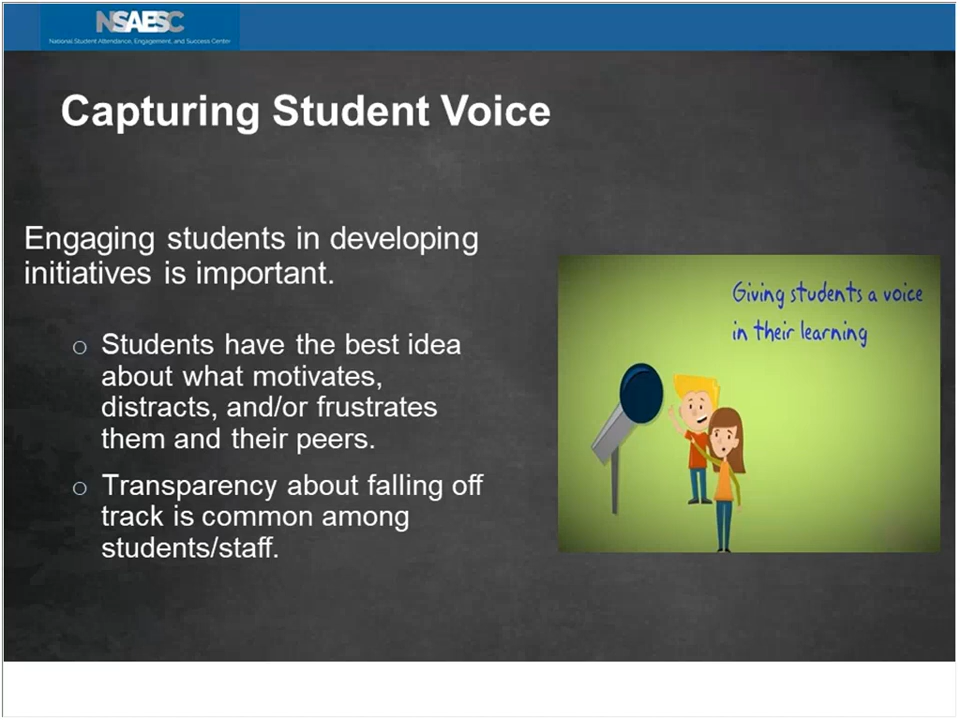 NSAESC
National Student Attendance, Engagement, and Success Center
Capturing Student Voice
Engaging students in developing
initiatives is important.
o Students have the best idea
about what motivates,
distracts, and/or frustrates
them and their peers.
o Transparency about falling off
track is common among
students/staff.
Giving students a voice
in their learning